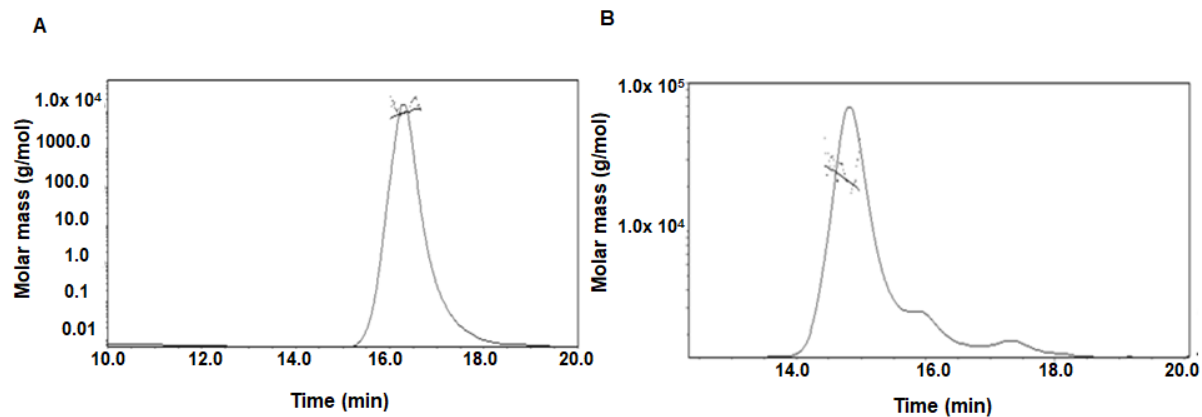 A
Molar mass (g/mol)
1.0x 10⁴
1000.0
100.0
10.0
1.0
0.1
0.01
10.0 12.0 14.0 16.0 18.0 20.0
Time (min)
B
Molar mass (g/mol)
1.0x 10⁵
1.0x 10⁴
14.0 16.0 18.0 20.0
Time (min)